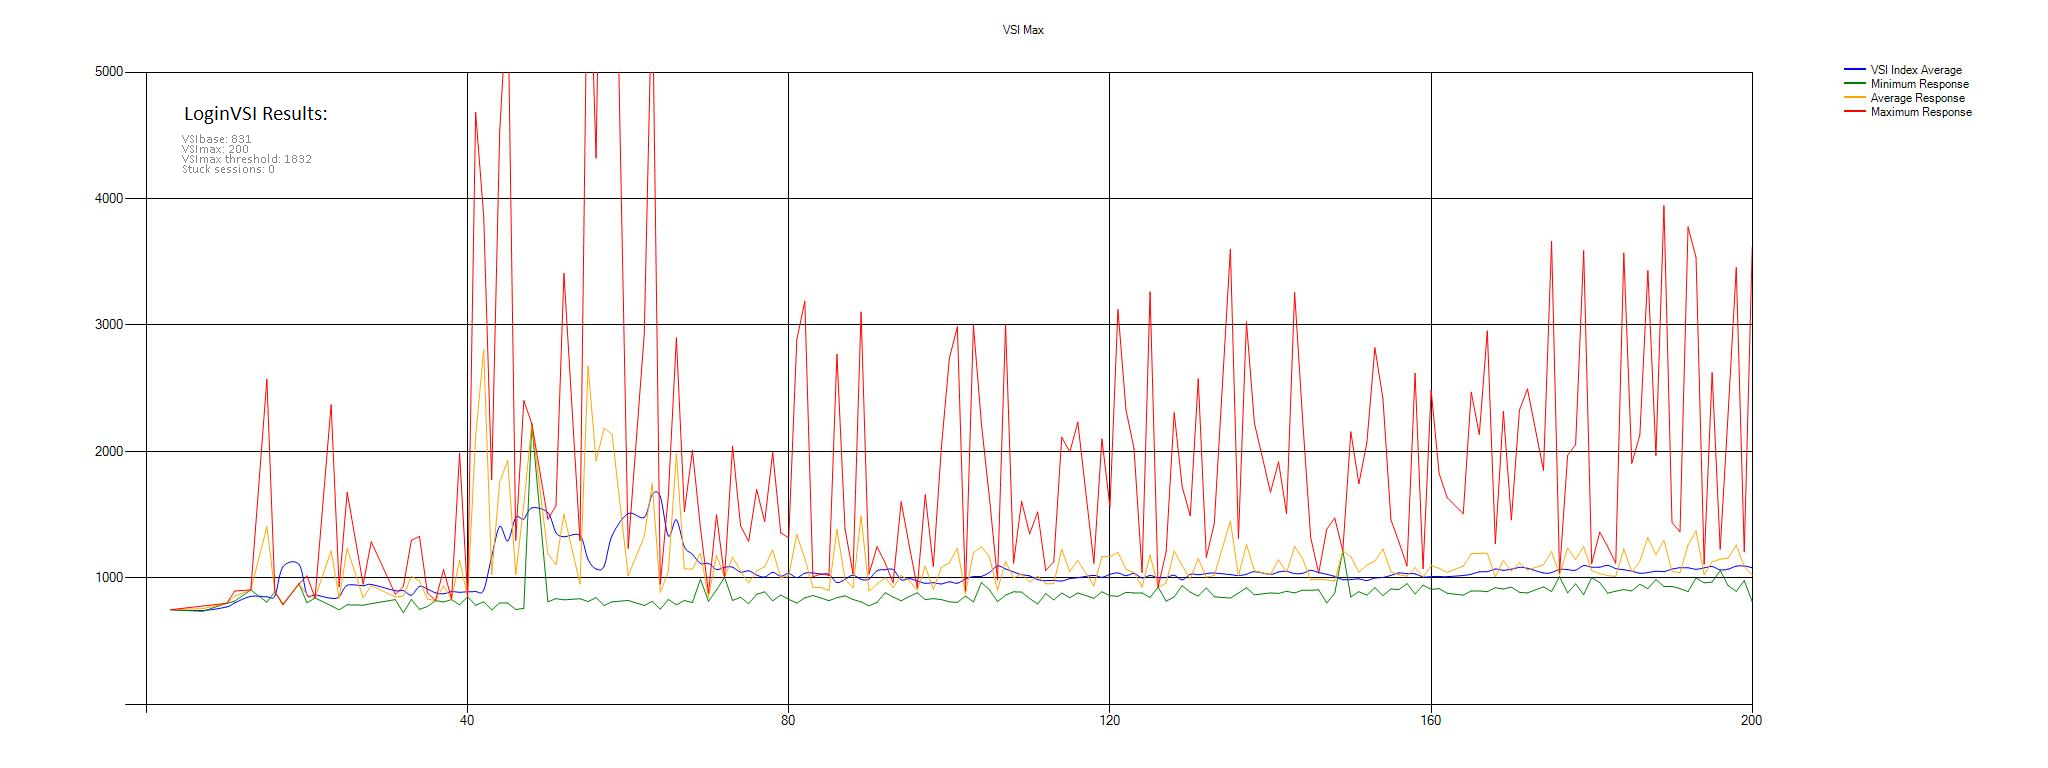 VSI Max
5000
4000
3000
2000
1000
LoginVSI Results:
VSIbase: 831
VSImax: 200
VSImax threshold: 1832
Stuck sessions: 0
VSI Index Average
Minimum Response
Average Response
Maximum Response
40
80
120
160
200